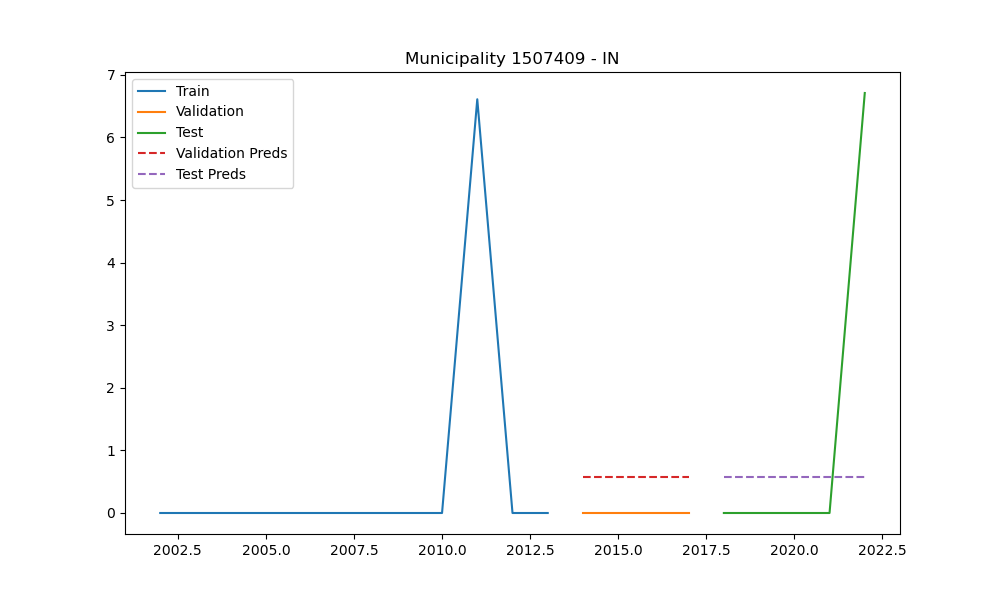 Municipality 1507409 - IN
7
6
5
4
3
2
1
0
Train
Validation
Test
Validation Preds
Test Preds
2002.5 2005.0 2007.5 2010.0 2012.5 2015.0 2017.5 2020.0 2022.5